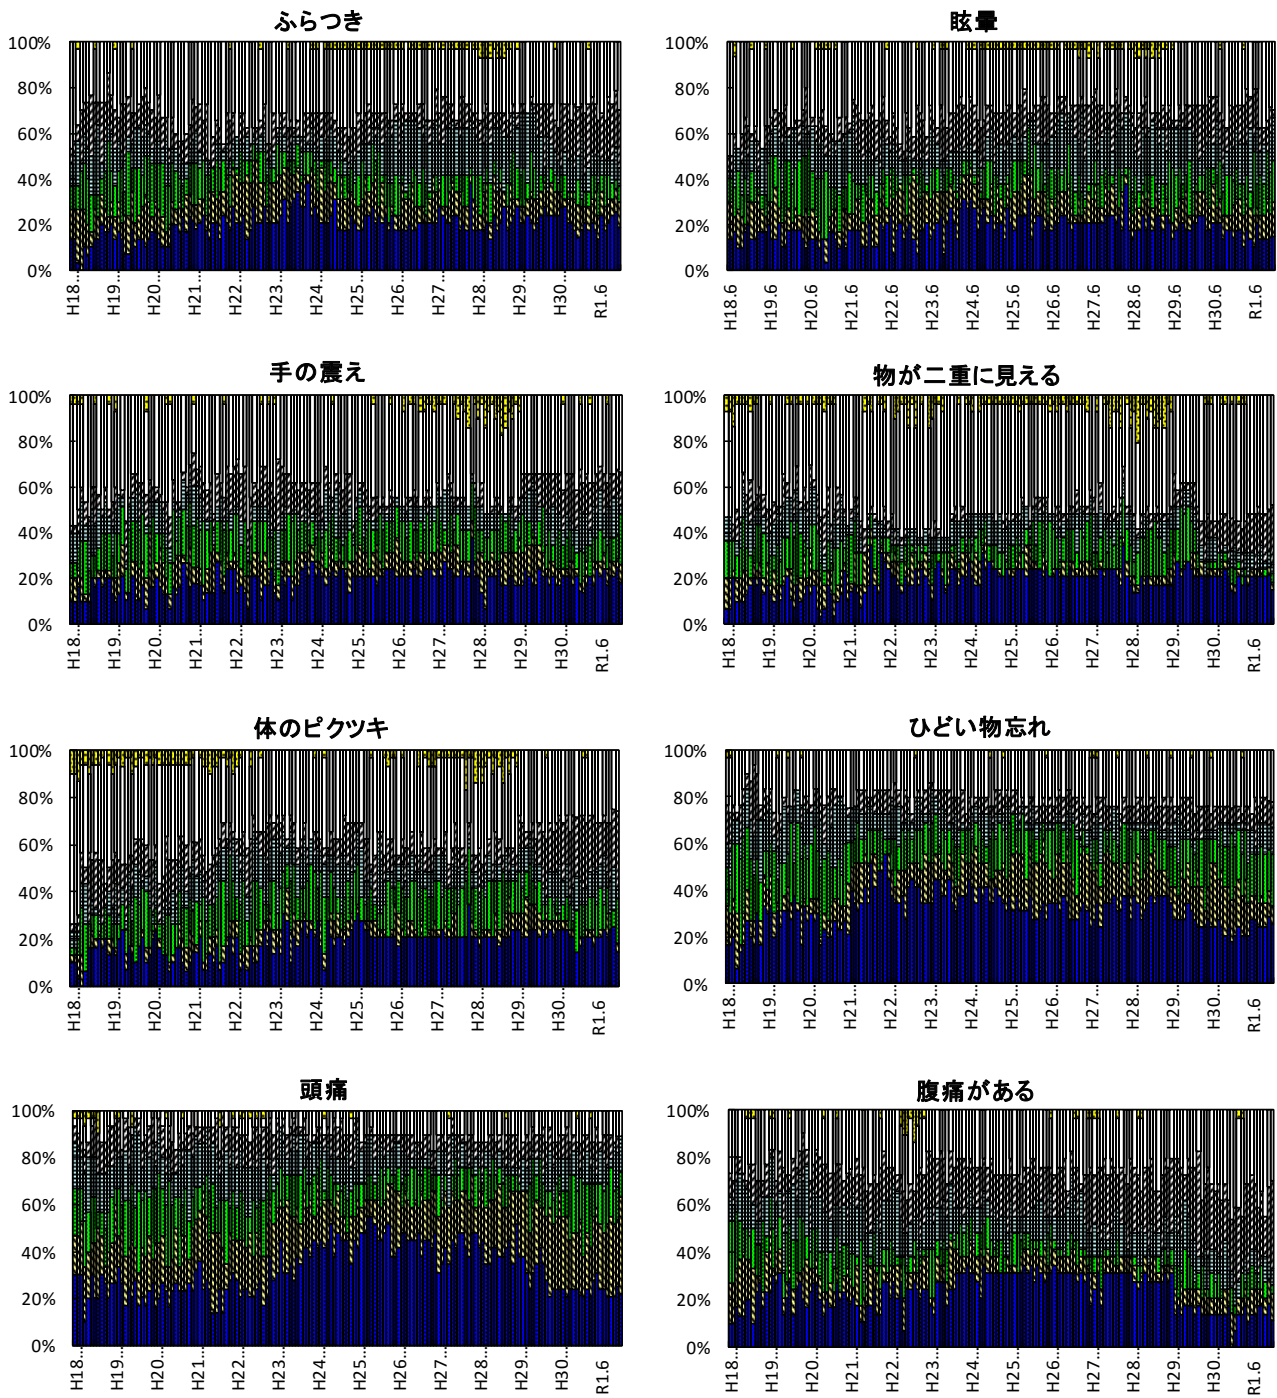 ふらつき
100%
80%
60%
40%
20%
0%
H18…
H19…
H20…
H21…
H22…
H23…
H24…
H25…
H26…
H27…
H28…
H29…
H30…
R1.6
眩暈
100%
80%
60%
40%
20%
0%
H18.6
H19.6
H20.6
H21.6
H22.6
H23.6
H24.6
H25.6
H26.6
H27.6
H28.6
H29.6
H30.6
R1.6
手の震え
100%
80%
60%
40%
20%
0%
H18…
H19…
H20…
H21…
H22…
H23…
H24…
H25…
H26…
H27…
H28…
H29…
H30…
R1.6
物が二重に見える
100%
80%
60%
40%
20%
0%
H18…
H19…
H20…
H21…
H22…
H23…
H24…
H25…
H26…
H27…
H28…
H29…
H30…
R1.6
体のピクツキ
100%
80%
60%
40%
20%
0%
H18…
H19…
H20…
H21…
H22…
H23…
H24…
H25…
H26…
H27…
H28…
H29…
H30…
R1.6
ひどい物忘れ
100%
80%
60%
40%
20%
0%
H18…
H19…
H20…
H21…
H22…
H23…
H24…
H25…
H26…
H27…
H28…
H29…
H30…
R1.6
頭痛
100%
80%
60%
40%
20%
0%
H18…
H19…
H20…
H21…
H22…
H23…
H24…
H25…
H26…
H27…
H28…
H29…
H30…
R1.6
腹痛がある
100%
80%
60%
40%
20%
0%
H18…
H19…
H20…
H21…
H22…
H23…
H24…
H25…
H26…
H27…
H28…
H29…
H30…
R1.6